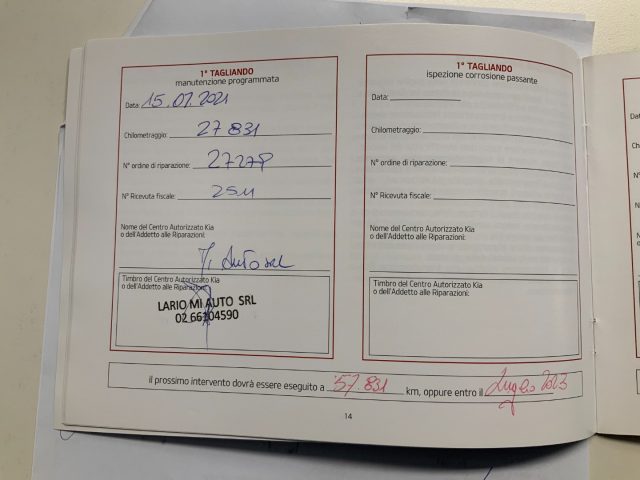 1° TAGLIANDO
manutenzione programmata
Data: 15.07.2021
Chilometraggio: 27831
N° ordine di riparazione:
N° Ricevuta fiscale:
Nome del Centro Autorizzato Kia
o dell'Addetto alle Riparazioni:
Auto srl
Timbro del Centro Autorizzato Kia
o dell'Addetto alle Riparazioni:
LARIO MI AUTO SRL
02 66104590
1° TAGLIANDO
ispezione corrosione passante
Data:
Chilometraggio:
N° ordine di riparazione:
N° Ricevuta fiscale:
Nome del Centro Autorizzato Kia
o dell'Addetto alle Riparazioni:
Timbro del Centro Autorizzato Kia
o dell'Addetto alle Riparazioni:
il prossimo intervento dovrà essere eseguito a 57.831 km, oppure entro il Luglio 2023
14